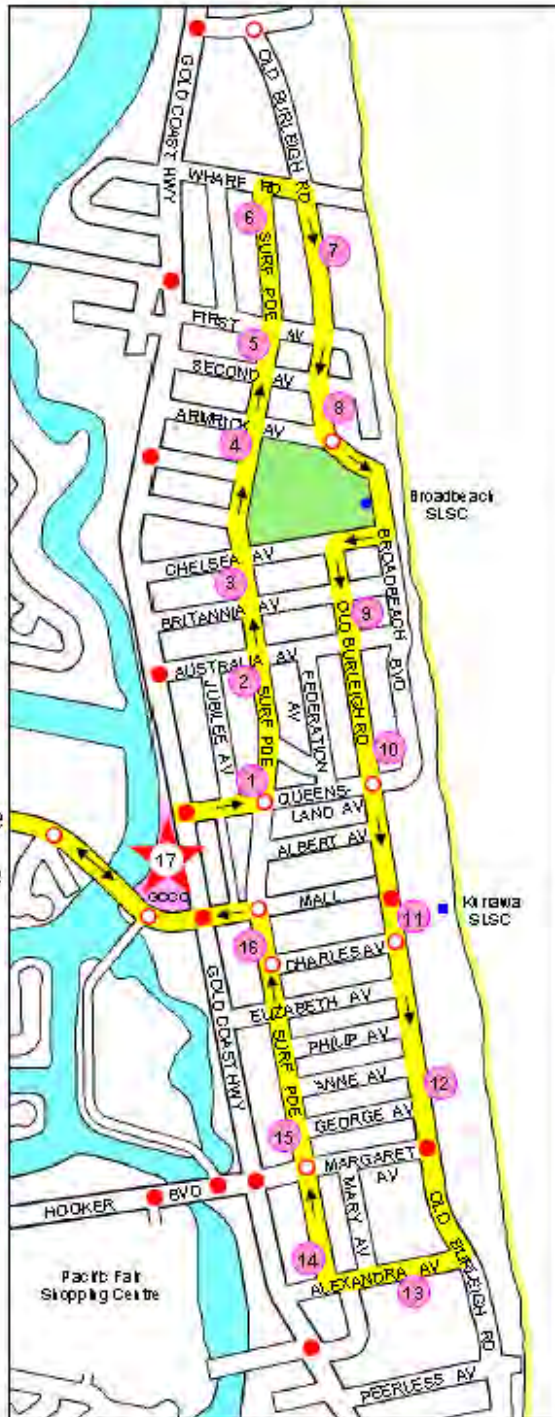 GOLD COAST HWY
OLD BURLEIGH RD
WHARF RD
6
7
SURF PDE
FIRST AV
5
SECOND AV
8
ARMRICK AV
4
Broadbeach
SLSC
CHELSEA AV
BROADBEACH BVD
3
BRITANNIA AV
9
OLD BURLEIGH RD
AUSTRALIA AV
2
JUBILEE AV
SURF PDE
FEDERATION
AV
10
1
QUEENS-
LAND AV
ALBERT AV
17
MALL
SLSC
11
16
CHARLES AV
ELIZABETH AV
GOLD COAST HWY
SURF PDE
PHILIP AV
ANNE AV
12
GEORGE AV
15
MARGARET
AV
HOOKER BVD
MARY AV
OLD BURLEIGH RD
14
ALEXANDRA AV
13
Pacific Fair
Shopping Centre
PEERLESS AV